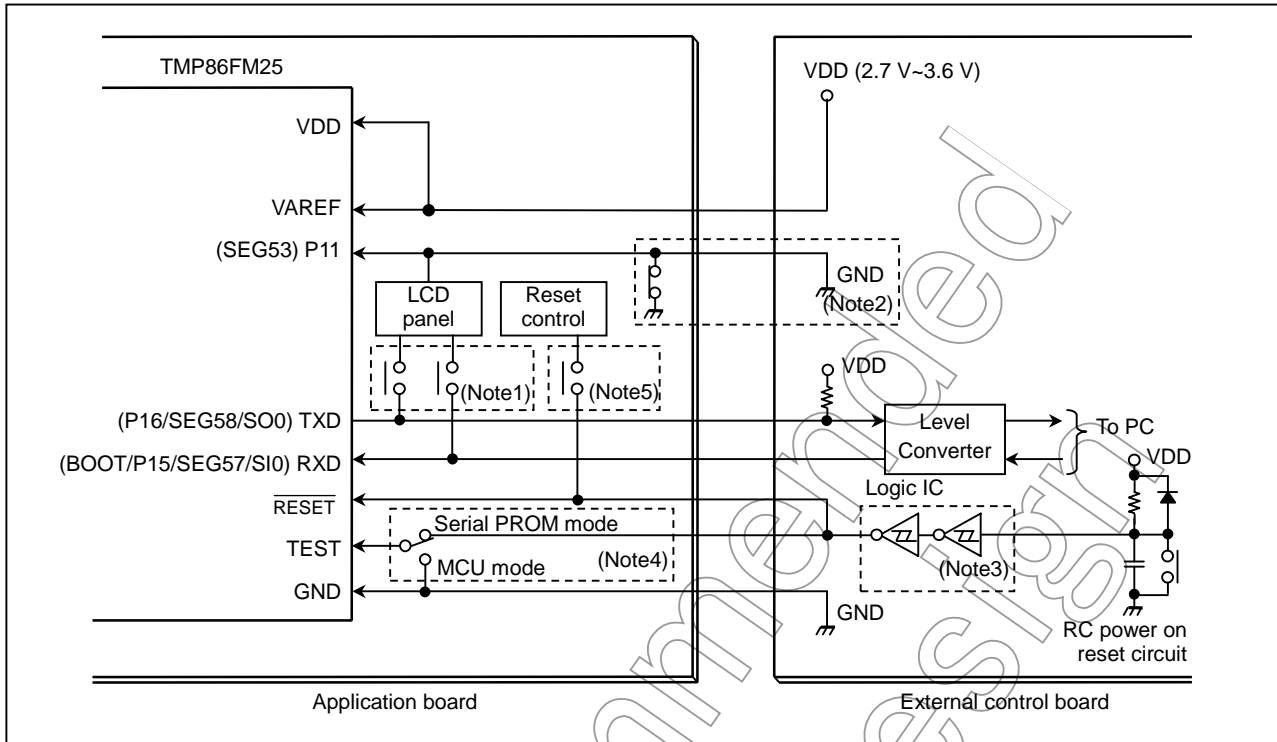 TMP86FM25
VDD
VAREF
(SEG53) P11
LCD
panel
Reset
control
(Note1)
(Note5)
(P16/SEG58/SO0) TXD
(BOOT/P15/SEG57/SI0) RXD
RESET
TEST
GND
Serial PROM mode
MCU mode
(Note4)
Application board
VDD (2.7 V~3.6 V)
GND
(Note2)
VDD
Level
Converter
To PC
VDD
Logic IC
(Note3)
GND
RC power on
reset circuit
External control board
mmended
esign